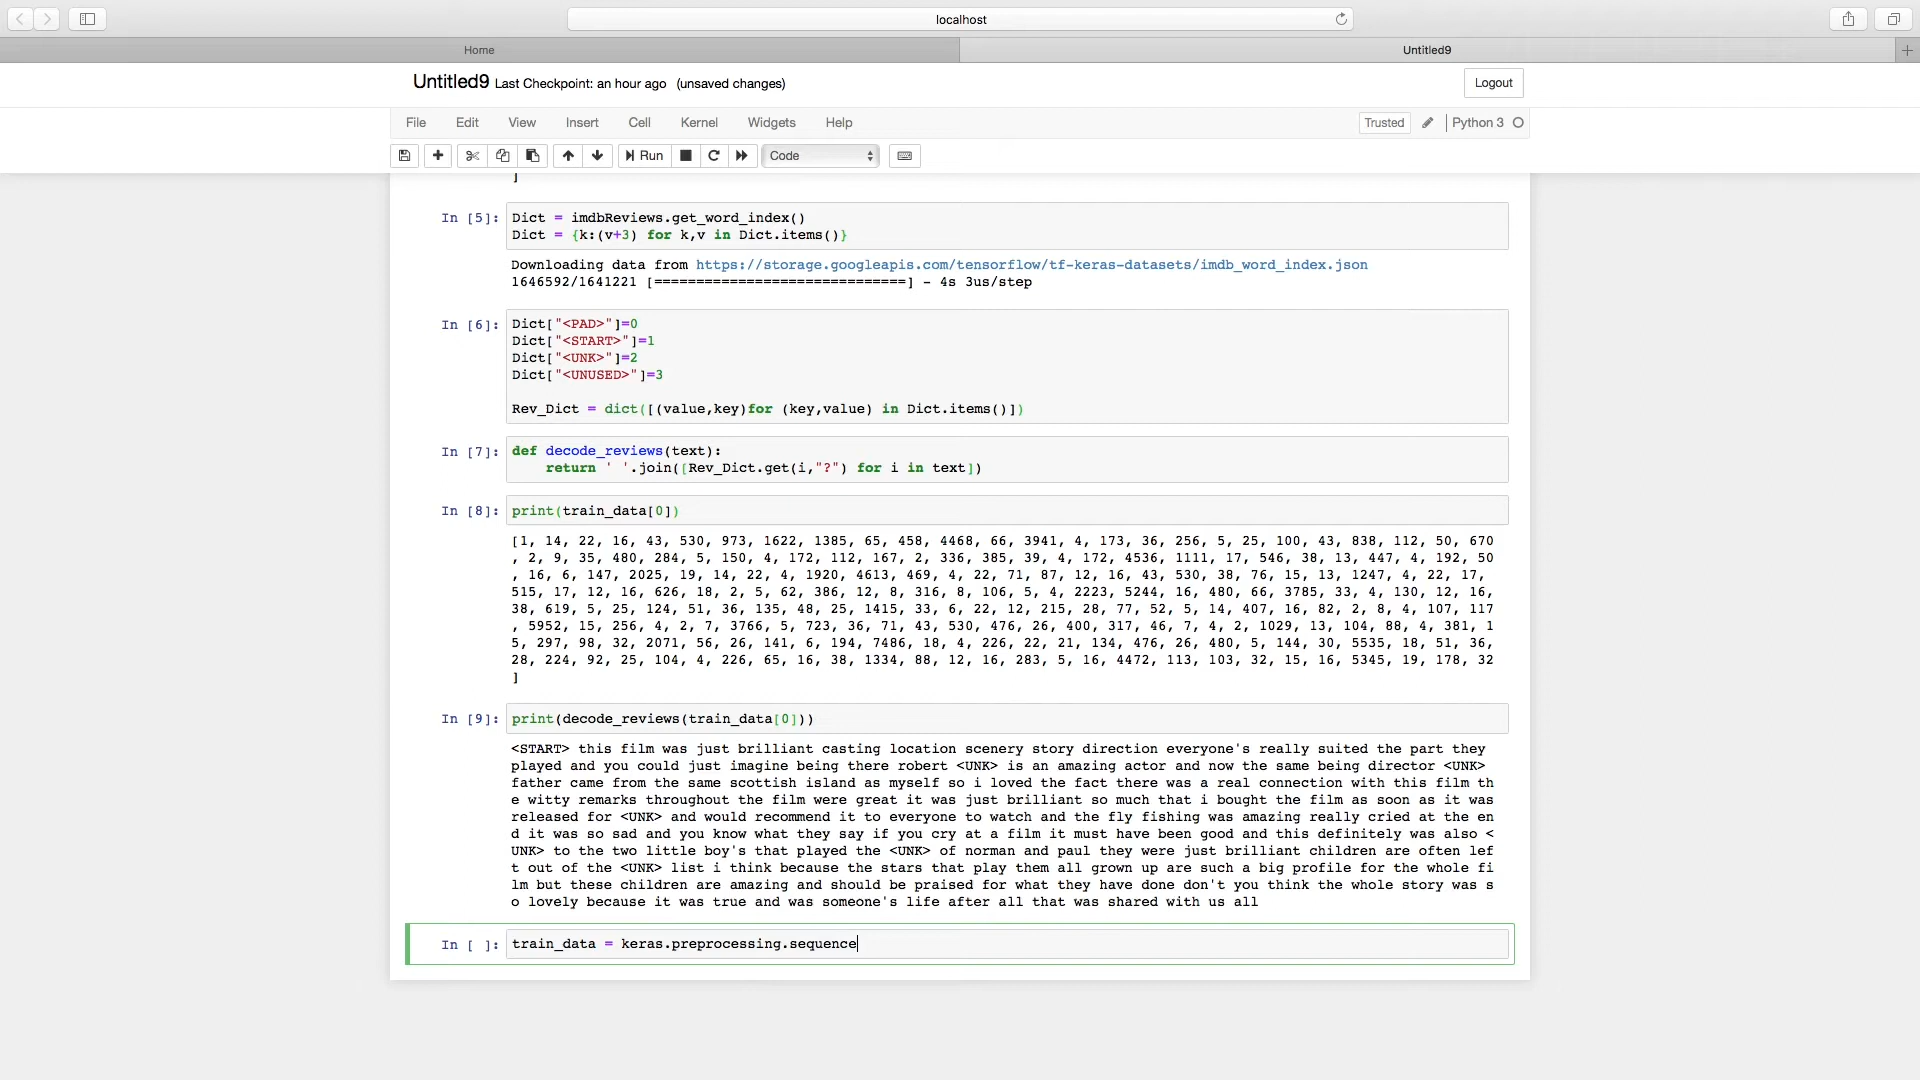 localhost
Home
Untitled9
Untitled9 Last Checkpoint: an hour ago (unsaved changes)
Logout
File Edit View Insert Cell Kernel Widgets Help
Trusted Python 3
Run Code
]
In [5]: Dict = imdbReviews.get_word_index()
Dict = {k:(v+3) for k,v in Dict.items()}
Downloading data from https://storage.googleapis.com/tensorflow/tf-keras-datasets/imdb_word_index.json
1646592/1641221 [==============================] - 4s 3us/step
In [6]: Dict["<PAD>"]=0
Dict["<START>"]=1
Dict["<UNK>"]=2
Dict["<UNUSED>"]=3
Rev_Dict = dict([(value,key)for (key,value) in Dict.items()])
In [7]: def decode_reviews(text):
return ' '.join([Rev_Dict.get(i,"?") for i in text])
In [8]: print(train_data[0])
[1, 14, 22, 16, 43, 530, 973, 1622, 1385, 65, 458, 4468, 66, 3941, 4, 173, 36, 256, 5, 25, 100, 43, 838, 112, 50, 670
, 2, 9, 35, 480, 284, 5, 150, 4, 172, 112, 167, 2, 336, 385, 39, 4, 172, 4536, 1111, 17, 546, 38, 13, 447, 4, 192, 50
, 16, 6, 147, 2025, 19, 14, 22, 4, 1920, 4613, 469, 4, 22, 71, 87, 12, 16, 43, 530, 38, 76, 15, 13, 1247, 4, 22, 17,
515, 17, 12, 16, 626, 18, 2, 5, 62, 386, 12, 8, 316, 8, 106, 5, 4, 2223, 5244, 16, 480, 66, 3785, 33, 4, 130, 12, 16,
38, 619, 5, 25, 124, 51, 36, 135, 48, 25, 1415, 33, 6, 22, 12, 215, 28, 77, 52, 5, 14, 407, 16, 82, 2, 8, 4, 107, 117
, 5952, 15, 256, 4, 2, 7, 3766, 5, 723, 36, 71, 43, 530, 476, 26, 400, 317, 46, 7, 4, 2, 1029, 13, 104, 88, 4, 381, 1
5, 297, 98, 32, 2071, 56, 26, 141, 6, 194, 7486, 18, 4, 226, 22, 21, 134, 476, 26, 480, 5, 144, 30, 5535, 18, 51, 36,
28, 224, 92, 25, 104, 4, 226, 65, 16, 38, 1334, 88, 12, 16, 283, 5, 16, 4472, 113, 103, 32, 15, 16, 5345, 19, 178, 32
]
In [9]: print(decode_reviews(train_data[0]))
<START> this film was just brilliant casting location scenery story direction everyone's really suited the part they
played and you could just imagine being there robert <UNK> is an amazing actor and now the same being director <UNK>
father came from the same scottish island as myself so i loved the fact there was a real connection with this film th
e witty remarks throughout the film were great it was just brilliant so much that i bought the film as soon as it was
released for <UNK> and would recommend it to everyone to watch and the fly fishing was amazing really cried at the en
d it was so sad and you know what they say if you cry at a film it must have been good and this definitely was also <
UNK> to the two little boy's that played the <UNK> of norman and paul they were just brilliant children are often lef
t out of the <UNK> list i think because the stars that play them all grown up are such a big profile for the whole fi
lm but these children are amazing and should be praised for what they have done don't you think the whole story was s
o lovely because it was true and was someone's life after all that was shared with us all
In [ ]: train_data = keras.preprocessing.sequence